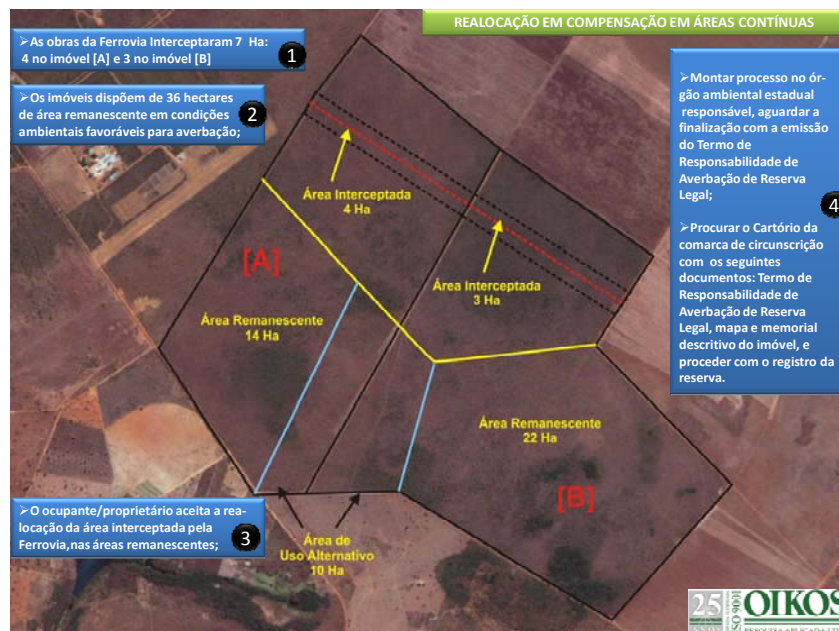 REALOCAÇÃO EM COMPENSAÇÃO EM ÁREAS CONTÍNUAS
➢As obras da Ferrovia Interceptaram 7 Ha:
4 no imóvel [A] e 3 no imóvel [B]
1
➢Os imóveis dispõem de 36 hectares
de área remanescente em condições
ambientais favoráveis para averbação;
2
Área Interceptada
4 Ha
[A]
Área Interceptada
3 Ha
Área Remanescente
14 Ha
Área Remanescente
22 Ha
[B]
➢O ocupante/proprietário aceita a rea-
locação da área interceptada pela
Ferrovia,nas áreas remanescentes;
3
Área de
Uso Alternativo
10 Ha
➢Montar processo no ór-
gão ambiental estadual
responsável, aguardar a
finalização com a emissão
do Termo de
Responsabilidade de
Averbação de Reserva
Legal;
4
➢Procurar o Cartório da
comarca de circunscrição
com os seguintes
documentos: Termo de
Responsabilidade de
Averbação de Reserva
Legal, mapa e memorial
descritivo do imóvel, e
proceder com o registro da
reserva.
25
ISO 9001
OIKOS